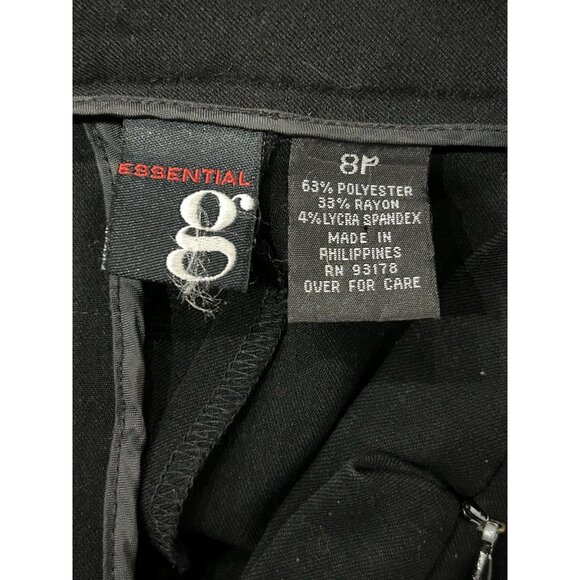 ESSENTIAL
g
8P
63% POLYESTER
33% RAYON
4% LYCRA SPANDEX
MADE IN
PHILIPPINES
RN 93178
OVER FOR CARE